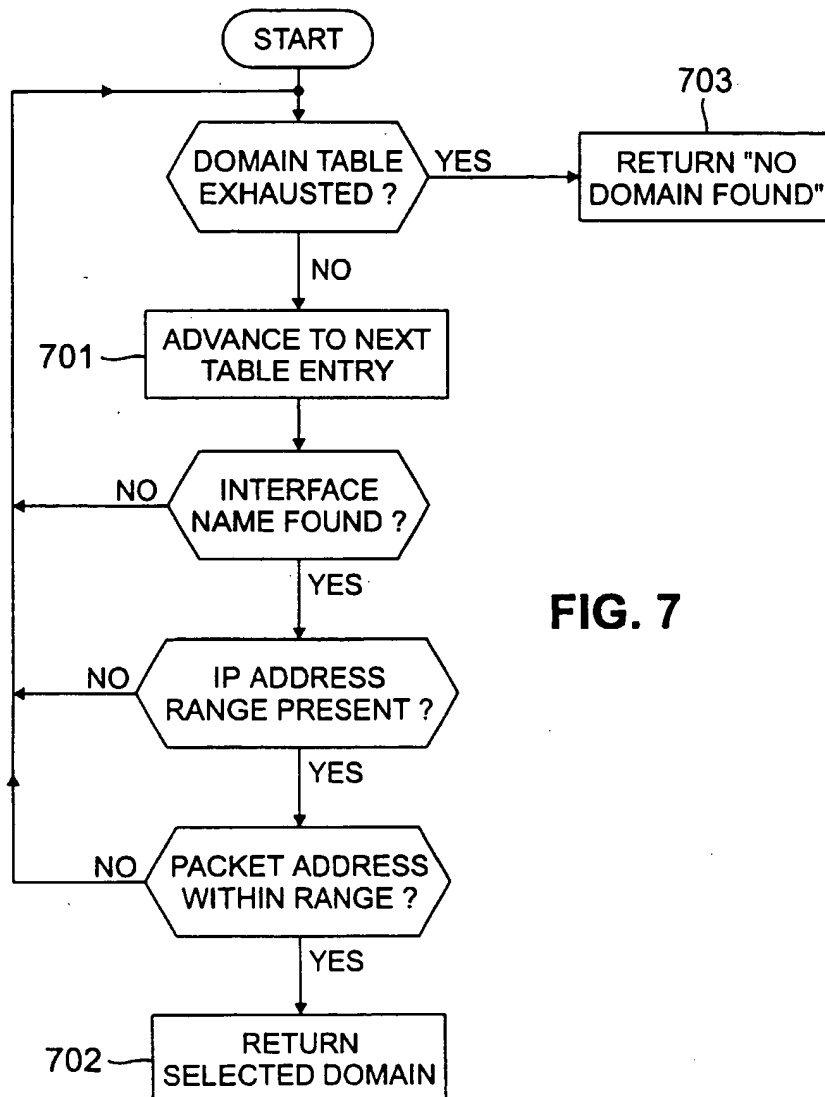 START
703
DOMAIN TABLE
EXHAUSTED ?
YES
RETURN "NO
DOMAIN FOUND"
NO
701
ADVANCE TO NEXT
TABLE ENTRY
NO
INTERFACE
NAME FOUND ?
YES
FIG. 7
NO
IP ADDRESS
RANGE PRESENT ?
YES
NO
PACKET ADDRESS
WITHIN RANGE ?
YES
702
RETURN
SELECTED DOMAIN